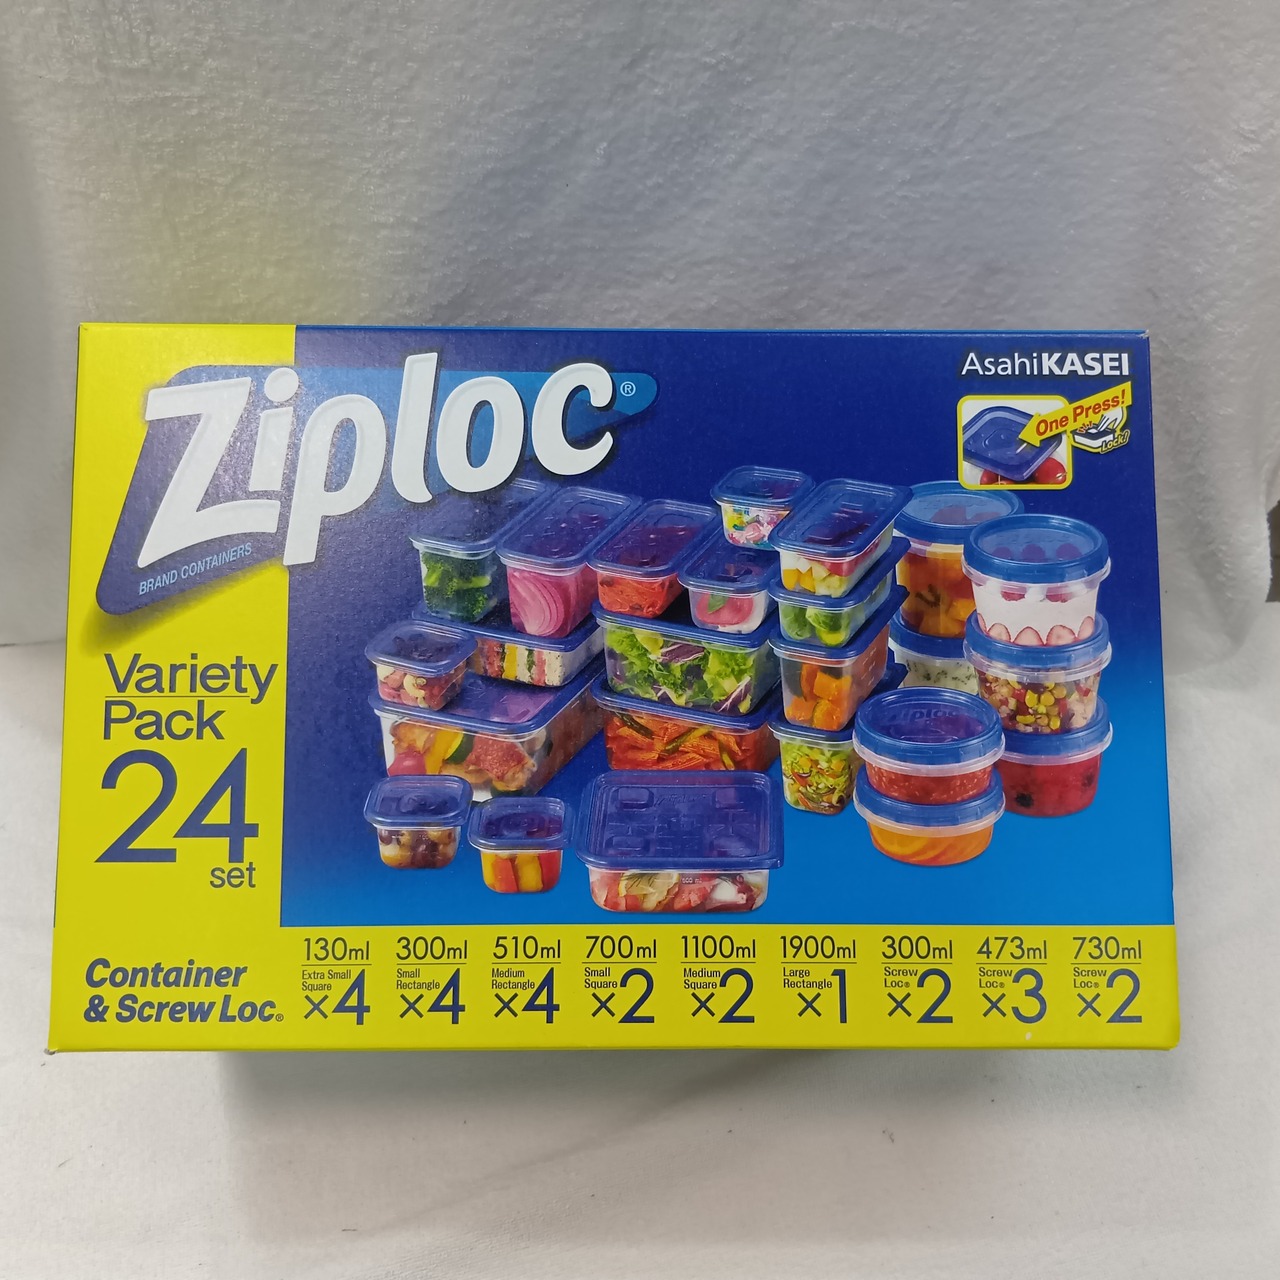 Ziploc®
BRAND CONTAINERS
AsahiKASEI
One Press!
Lock!
Variety
Pack
24
set
Container
& Screw Loc®
130ml
Extra Small
Square
×4
300ml
Small
Rectangle
×4
510ml
Medium
Rectangle
×4
700ml
Small
Square
×2
1100ml
Medium
Square
×2
1900ml
Large
Rectangle
×1
300ml
Screw
Loc®
×2
473ml
Screw
Loc®
×3
730ml
Screw
Loc®
×2